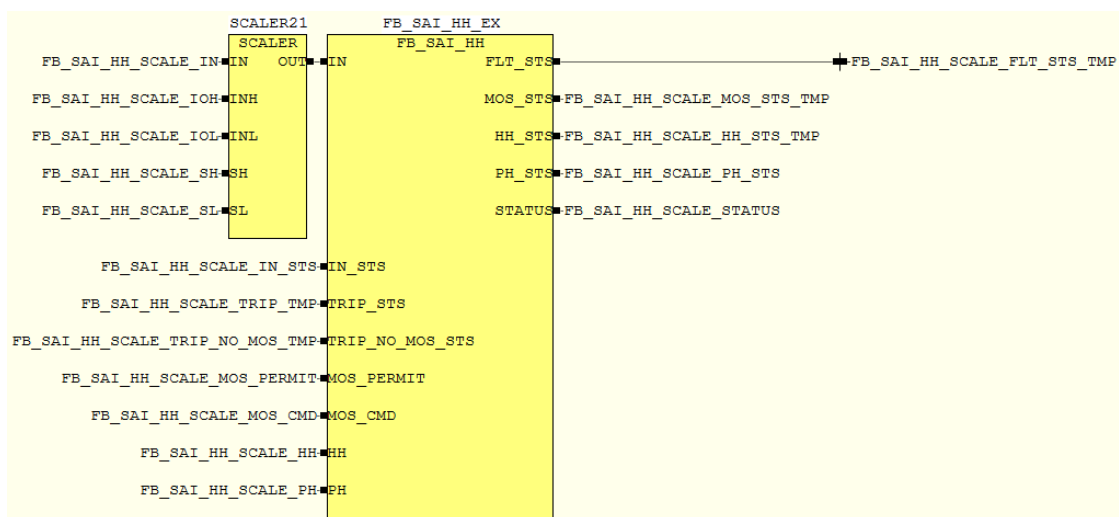 SCALER21 FB_SAI_HH_EX
SCALER FB_SAI_HH
FB_SAI_HH_SCALE_IN IN OUT IN FLT_STS FB_SAI_HH_SCALE_FLT_STS_TMP
FB_SAI_HH_SCALE_IOH INH MOS_STS FB_SAI_HH_SCALE_MOS_STS_TMP
FB_SAI_HH_SCALE_IOL INL HH_STS FB_SAI_HH_SCALE_HH_STS_TMP
FB_SAI_HH_SCALE_SH SH PH_STS FB_SAI_HH_SCALE_PH_STS
FB_SAI_HH_SCALE_SL SL STATUS FB_SAI_HH_SCALE_STATUS
FB_SAI_HH_SCALE_IN_STS IN_STS
FB_SAI_HH_SCALE_TRIP_TMP TRIP_STS
FB_SAI_HH_SCALE_TRIP_NO_MOS_TMP TRIP_NO_MOS_STS
FB_SAI_HH_SCALE_MOS_PERMIT MOS_PERMIT
FB_SAI_HH_SCALE_MOS_CMD MOS_CMD
FB_SAI_HH_SCALE_HH HH
FB_SAI_HH_SCALE_PH PH